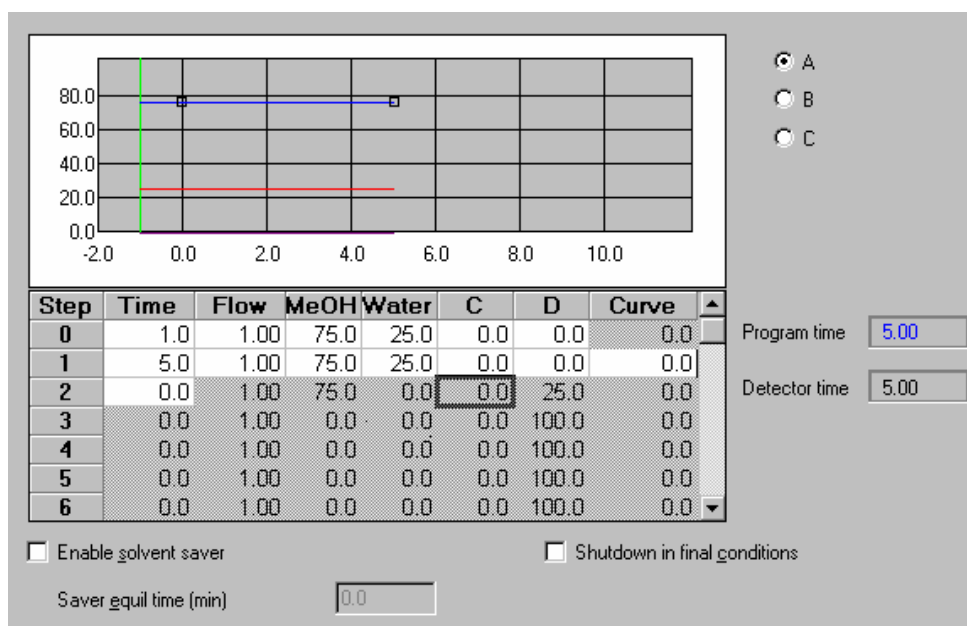 A
80.0
B
60.0
C
40.0
20.0
0.0
-2.0 0.0 2.0 4.0 6.0 8.0 10.0
Step Time Flow MeOH Water C D Curve
0 1.0 1.00 75.0 25.0 0.0 0.0 0.0
Program time 5.00
1 5.0 1.00 75.0 25.0 0.0 0.0 0.0
2 0.0 1.00 75.0 0.0 0.0 25.0 0.0
Detector time 5.00
3 0.0 1.00 0.0 0.0 0.0 100.0 0.0
4 0.0 1.00 0.0 0.0 0.0 100.0 0.0
5 0.0 1.00 0.0 0.0 0.0 100.0 0.0
6 0.0 1.00 0.0 0.0 0.0 100.0 0.0
Enable solvent saver Shutdown in final conditions
Saver equil time (min) 0.0